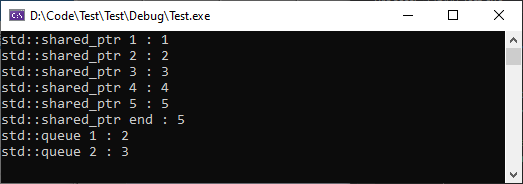 D:\Code\Test\Test\Debug\Test.exe
std::shared_ptr 1 : 1
std::shared_ptr 2 : 2
std::shared_ptr 3 : 3
std::shared_ptr 4 : 4
std::shared_ptr 5 : 5
std::shared_ptr end : 5
std::queue 1 : 2
std::queue 2 : 3